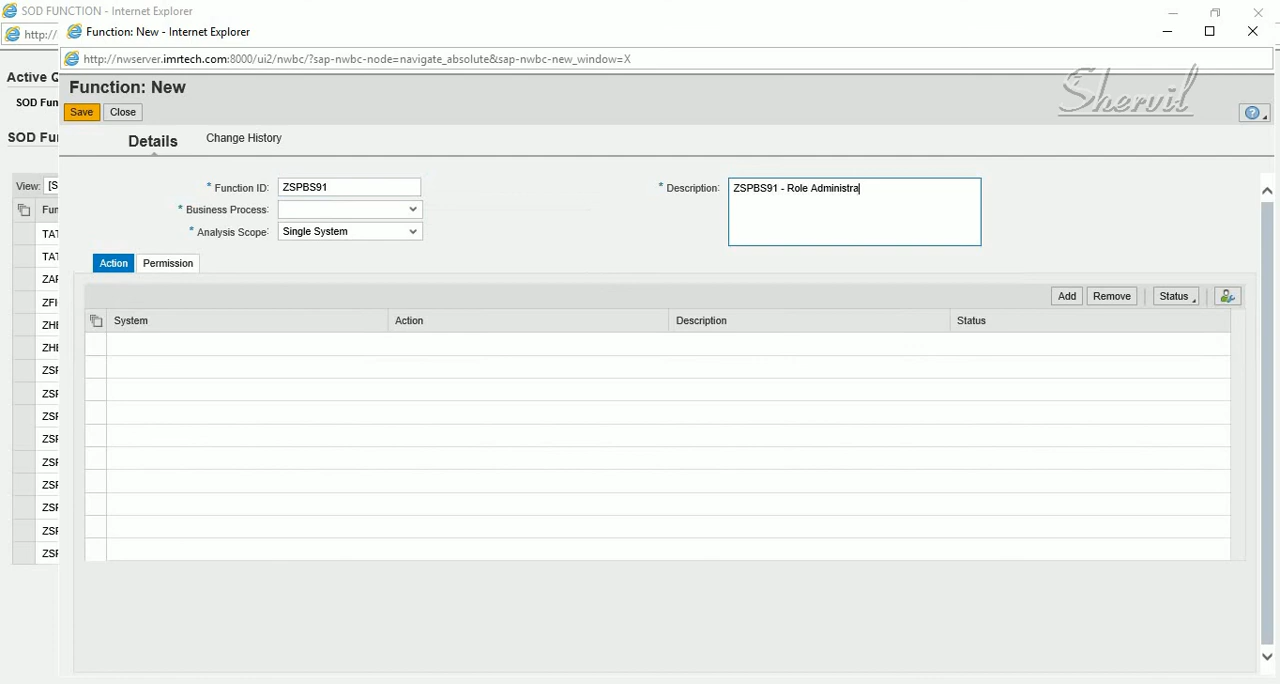 SOD FUNCTION - Internet Explorer
http://
Function: New - Internet Explorer
http://nwserver.imrtech.com:8000/ui2/nwbc/?sap-nwbc-node=navigate_absolute&sap-nwbc-new_window=X
Active Q
Function: New
Shervil
SOD Fun
Save Close
SOD Fu
Details Change History
View: [S
* Function ID: ZSPBS91
* Description: ZSPBS91 - Role Administra
* Business Process:
* Analysis Scope: Single System
Fun
TAT
TAT
ZAF
ZFI
ZHE
ZHE
ZSF
ZSF
ZSF
ZSF
ZSF
ZSF
ZSF
ZSF
ZSF
Action Permission
Add Remove Status
System Action Description Status